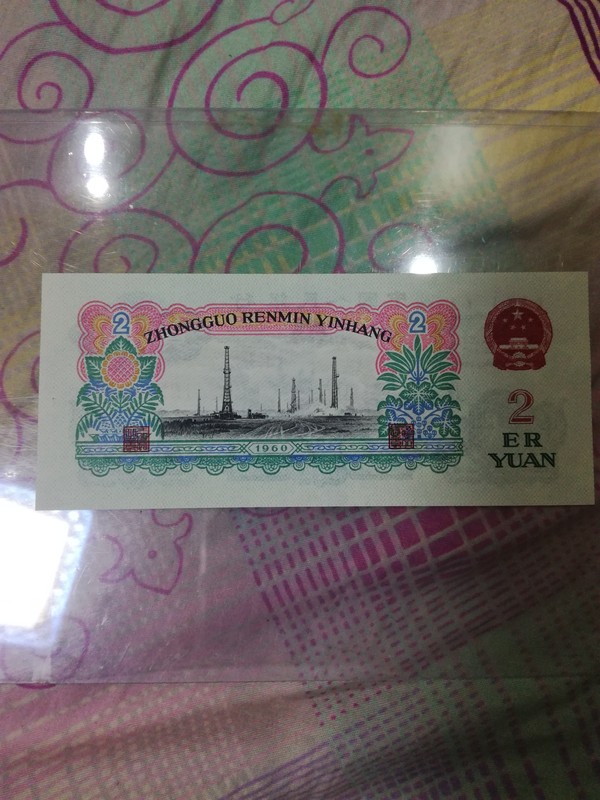 2
2
ZHONGGUO RENMIN YINHANG
1960
2
ER
YUAN